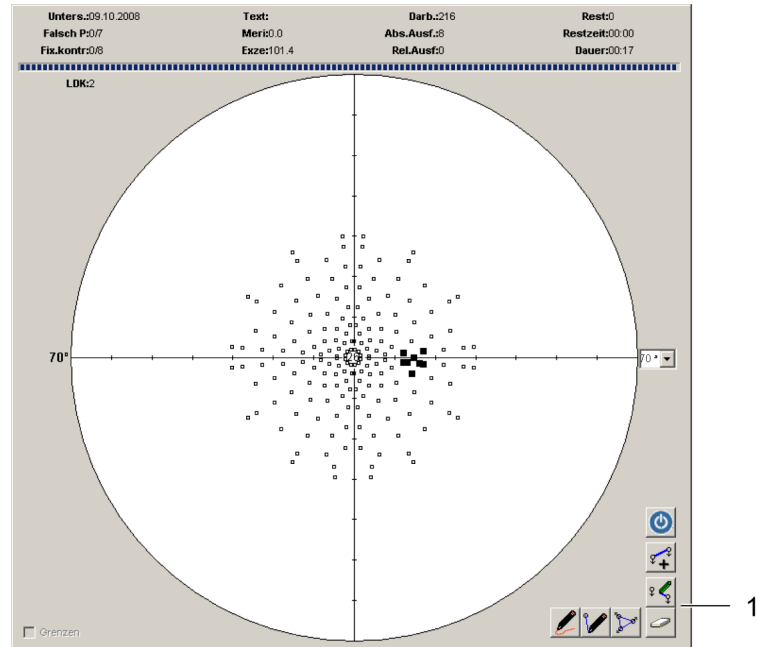 Unters.:09.10.2008 Text: Darb.:216 Rest:0
Falsch P:0/7 Meri:0.0 Abs.Ausf.:8 Restzeit:00:00
Fix.kontr:0/8 Exze:101.4 Rel.Ausf:0 Dauer:00:17
LDK:2
70° 26 70 °
1
Grenzen